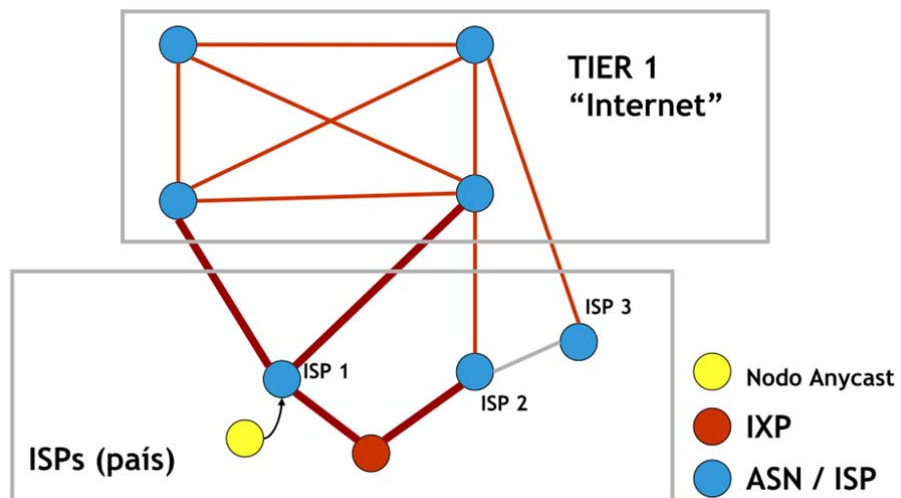 TIER 1
“Internet”
ISP 3
ISP 1
ISP 2
ISPs (país)
Nodo Anycast
IXP
ASN / ISP